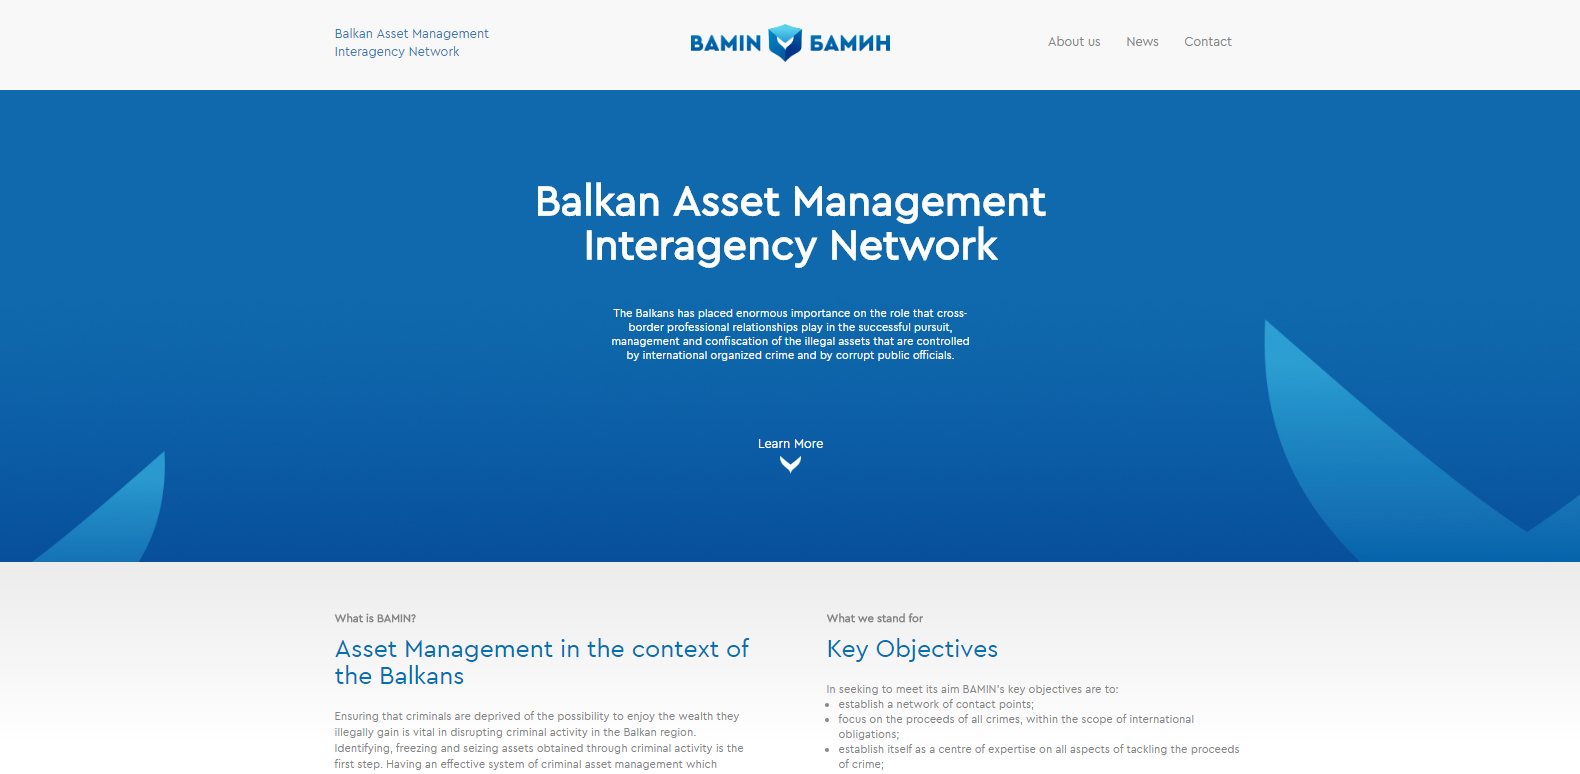 Balkan Asset Management
Interagency Network
BAMIN БАМИН
About us
News
Contact
Balkan Asset Management
Interagency Network
The Balkans has placed enormous importance on the role that cross-
border professional relationships play in the successful pursuit,
management and confiscation of the illegal assets that are controlled
by international organized crime and by corrupt public officials.
Learn More
What is BAMIN?
Asset Management in the context of
the Balkans
Ensuring that criminals are deprived of the possibility to enjoy the wealth they
illegally gain is vital in disrupting criminal activity in the Balkan region.
Identifying, freezing and seizing assets obtained through criminal activity is the
first step. Having an effective system of criminal asset management which
What we stand for
Key Objectives
In seeking to meet its aim BAMIN's key objectives are to:
• establish a network of contact points;
• focus on the proceeds of all crimes, within the scope of international
obligations;
• establish itself as a centre of expertise on all aspects of tackling the proceeds
of crime;